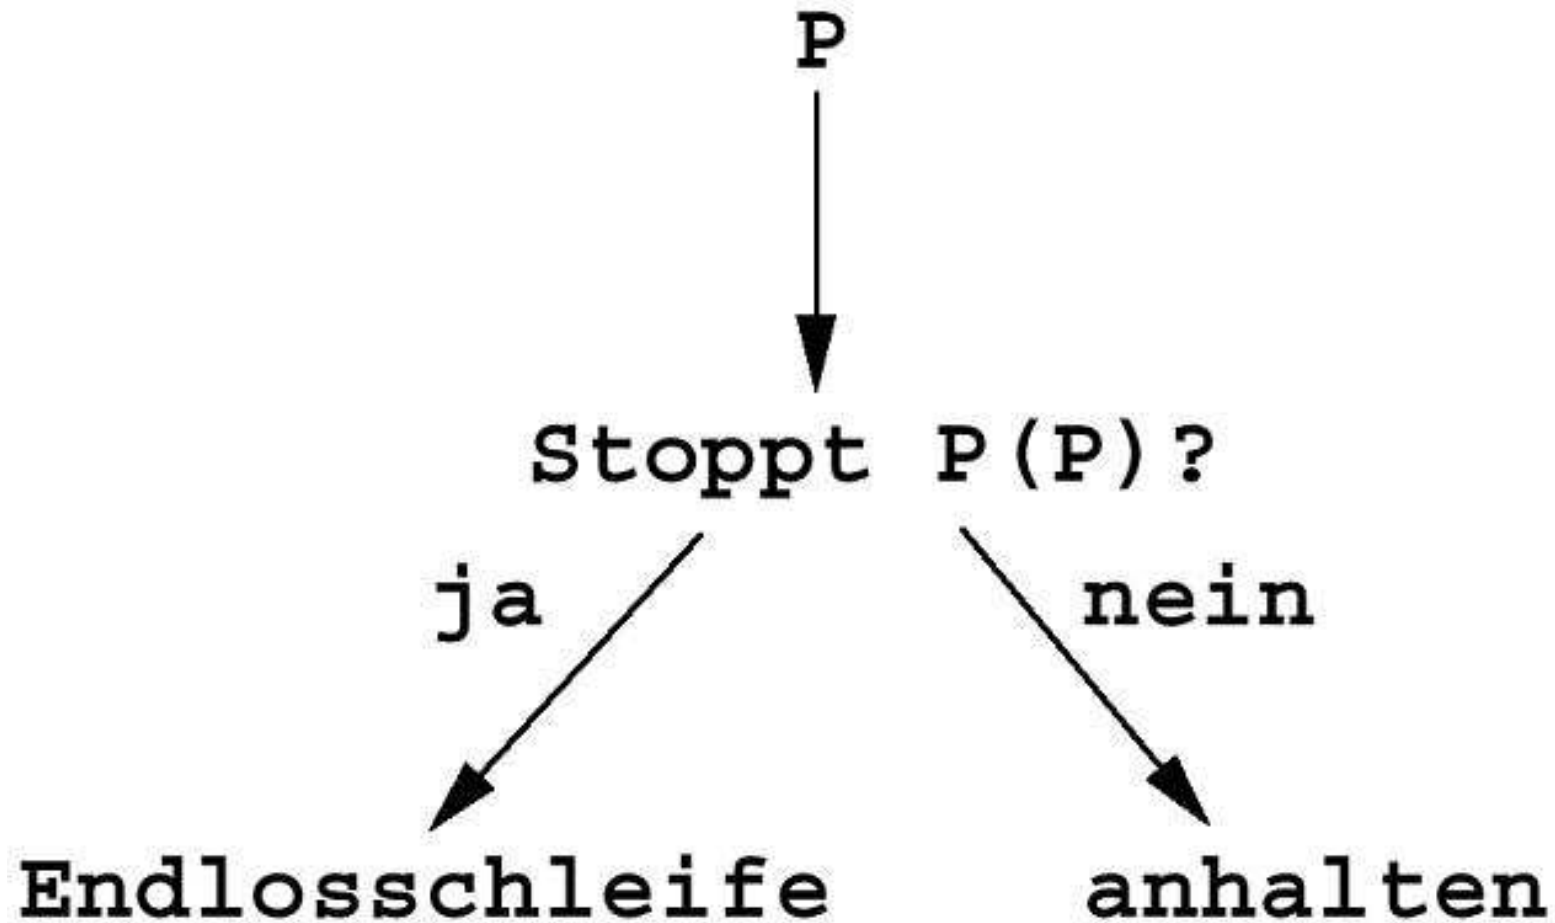 P
Stoppt P(P)?
ja
nein
Endlosschleife
anhalten